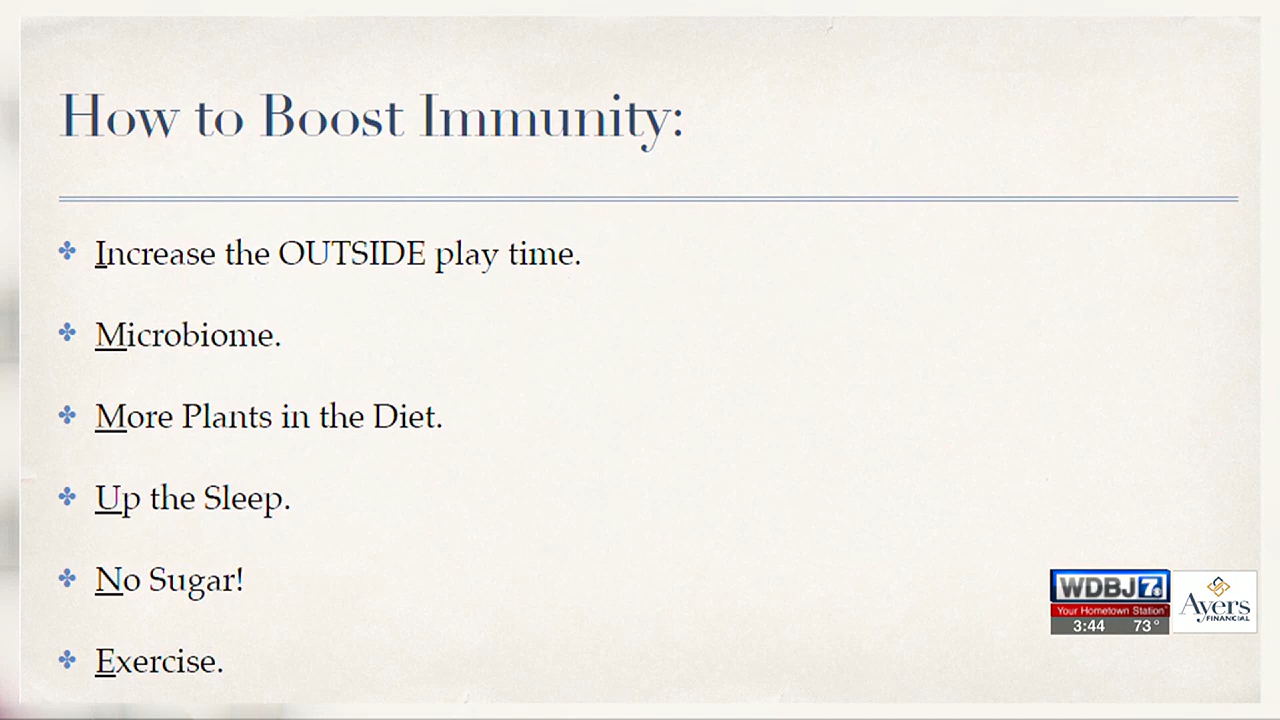 How to Boost Immunity:
Increase the OUTSIDE play time.
Microbiome.
More Plants in the Diet.
Up the Sleep.
No Sugar!
Exercise.
WDBJ7
Your Hometown Station
3:44 73°
Ayers
FINANCIAL